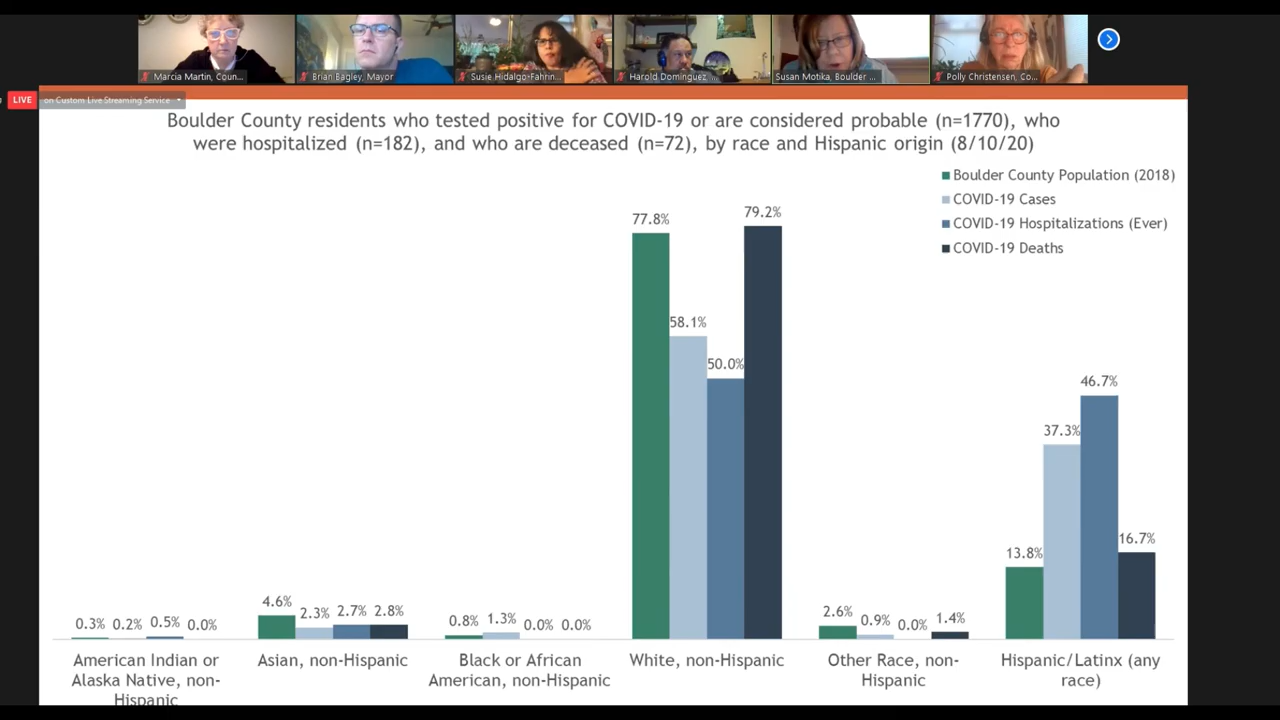 Marcia Martin, Coun...
Brian Bagley, Mayor
Susie Hidalgo-Fahrin...
Harold Dominguez, ...
Susan Motika, Boulder ...
Polly Christensen, Co...
LIVE on Custom Live Streaming Service
Boulder County residents who tested positive for COVID-19 or are considered probable (n=1770), who
were hospitalized (n=182), and who are deceased (n=72), by race and Hispanic origin (8/10/20)
Boulder County Population (2018)
COVID-19 Cases
COVID-19 Hospitalizations (Ever)
COVID-19 Deaths
0.3% 0.2% 0.5% 0.0%
4.6% 2.3% 2.7% 2.8%
0.8% 1.3% 0.0% 0.0%
77.8% 58.1% 50.0% 79.2%
2.6% 0.9% 0.0% 1.4%
13.8% 37.3% 46.7% 16.7%
American Indian or
Alaska Native, non-
Hispanic
Asian, non-Hispanic
Black or African
American, non-Hispanic
White, non-Hispanic
Other Race, non-
Hispanic
Hispanic/Latinx (any
race)